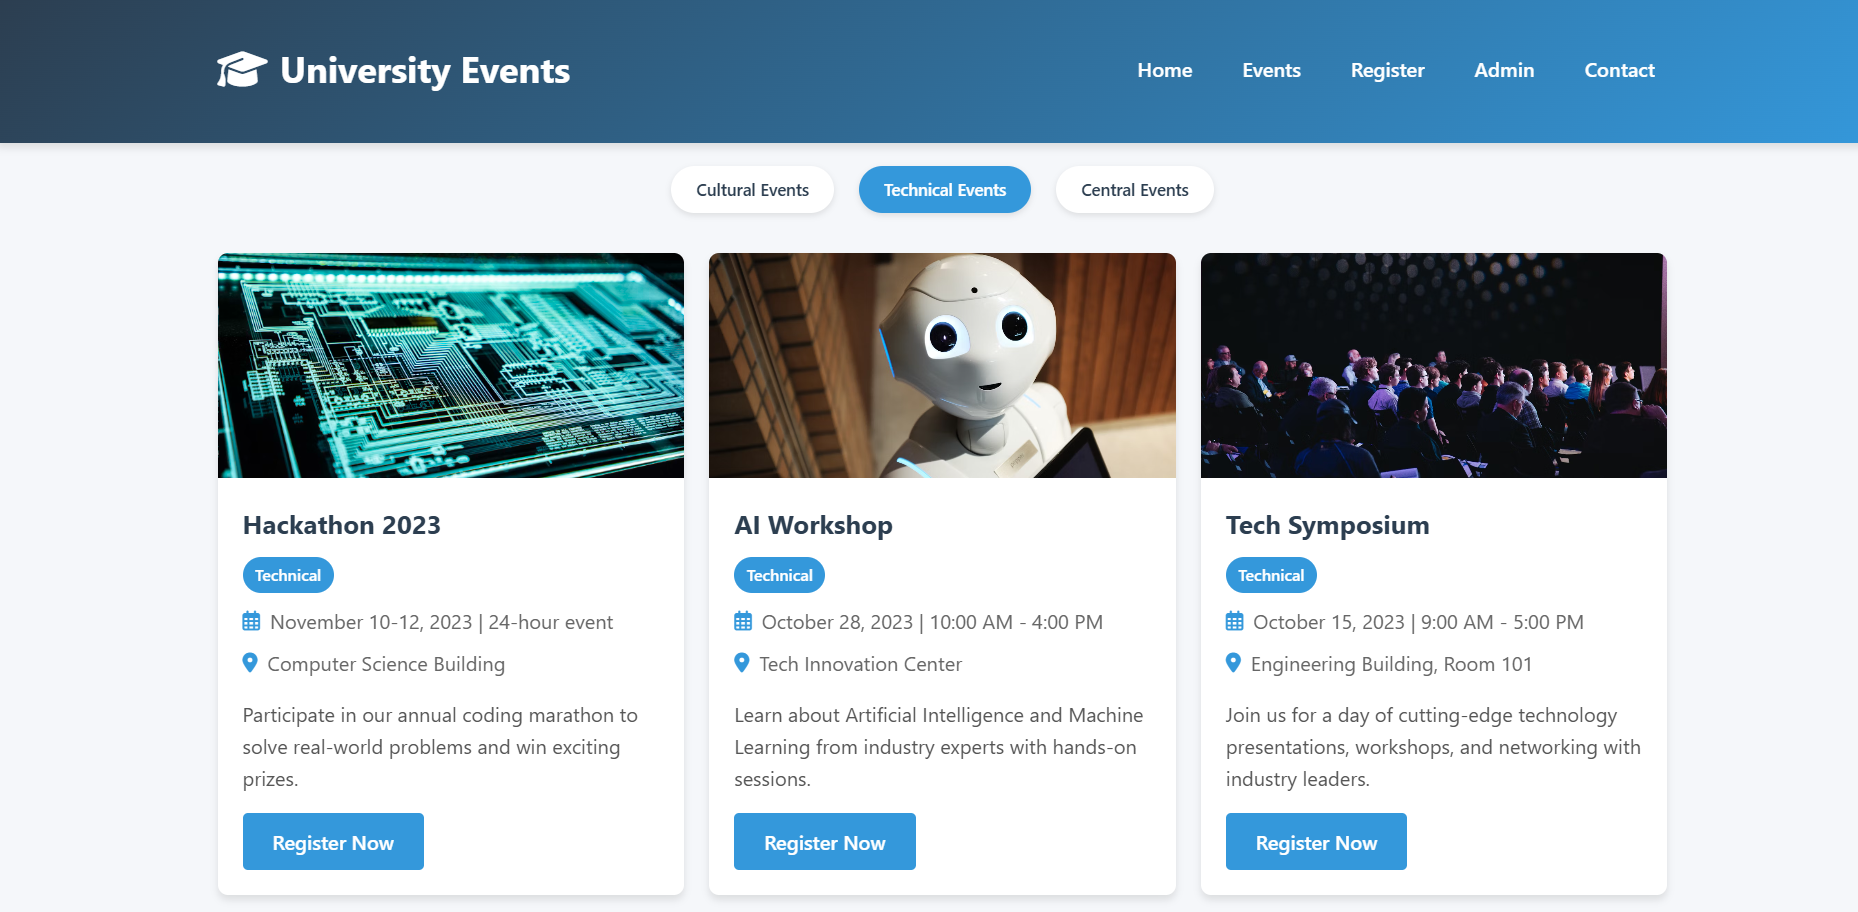 University Events
Home
Events
Register
Admin
Contact
Cultural Events
Technical Events
Central Events
Hackathon 2023
Technical
November 10-12, 2023 | 24-hour event
Computer Science Building
Participate in our annual coding marathon to
solve real-world problems and win exciting
prizes.
Register Now
AI Workshop
Technical
October 28, 2023 | 10:00 AM - 4:00 PM
Tech Innovation Center
Learn about Artificial Intelligence and Machine
Learning from industry experts with hands-on
sessions.
Register Now
Tech Symposium
Technical
October 15, 2023 | 9:00 AM - 5:00 PM
Engineering Building, Room 101
Join us for a day of cutting-edge technology
presentations, workshops, and networking with
industry leaders.
Register Now